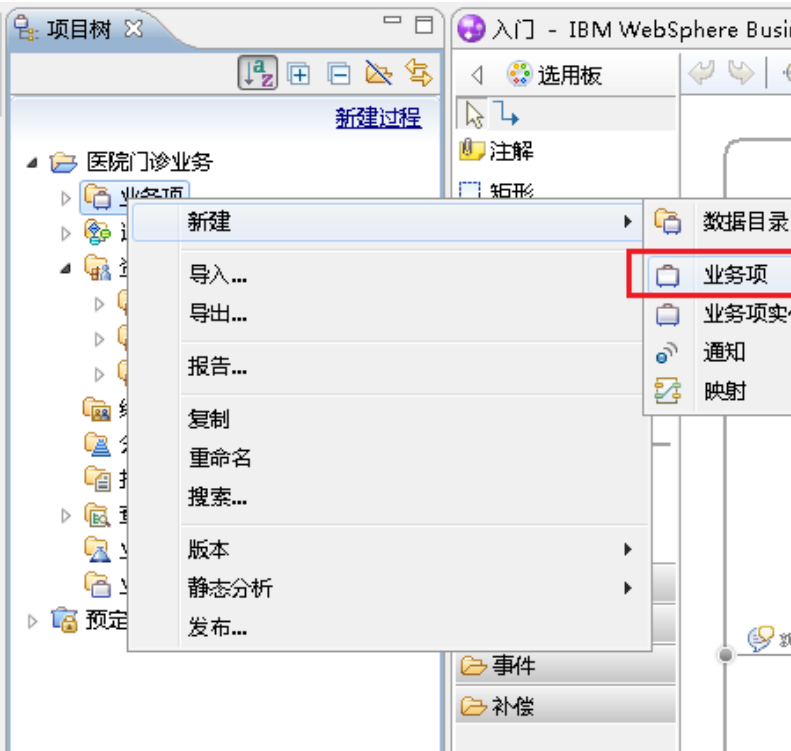 项目树
入门 - IBM WebSphere Busi
选用板
新建过程
注解
医院门诊业务
矩形
业务项
新建
数据目录
导入...
业务项
导出...
业务项实
通知
报告...
映射
复制
重命名
搜索...
版本
静态分析
预定
发布...
事件
补偿